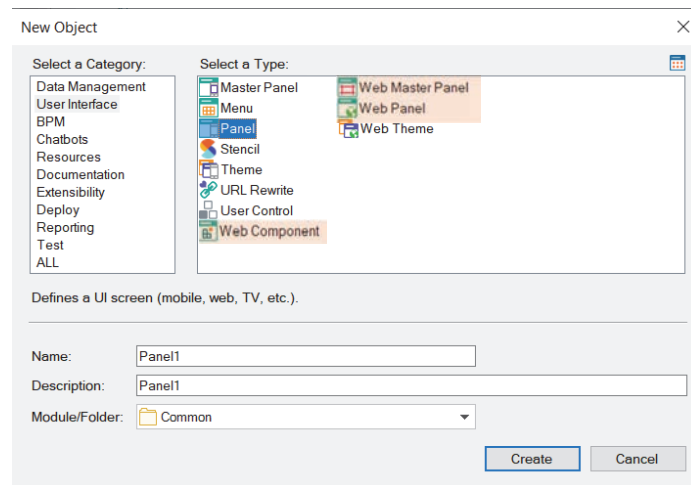 New Object
Select a Category:
Data Management
User Interface
BPM
Chatbots
Resources
Documentation
Extensibility
Deploy
Reporting
Test
ALL
Select a Type:
Master Panel
Menu
Panel
Stencil
Theme
URL Rewrite
User Control
Web Component
Web Master Panel
Web Panel
Web Theme
Defines a UI screen (mobile, web, TV, etc.).
Name: Panel1
Description: Panel1
Module/Folder: Common
Create Cancel